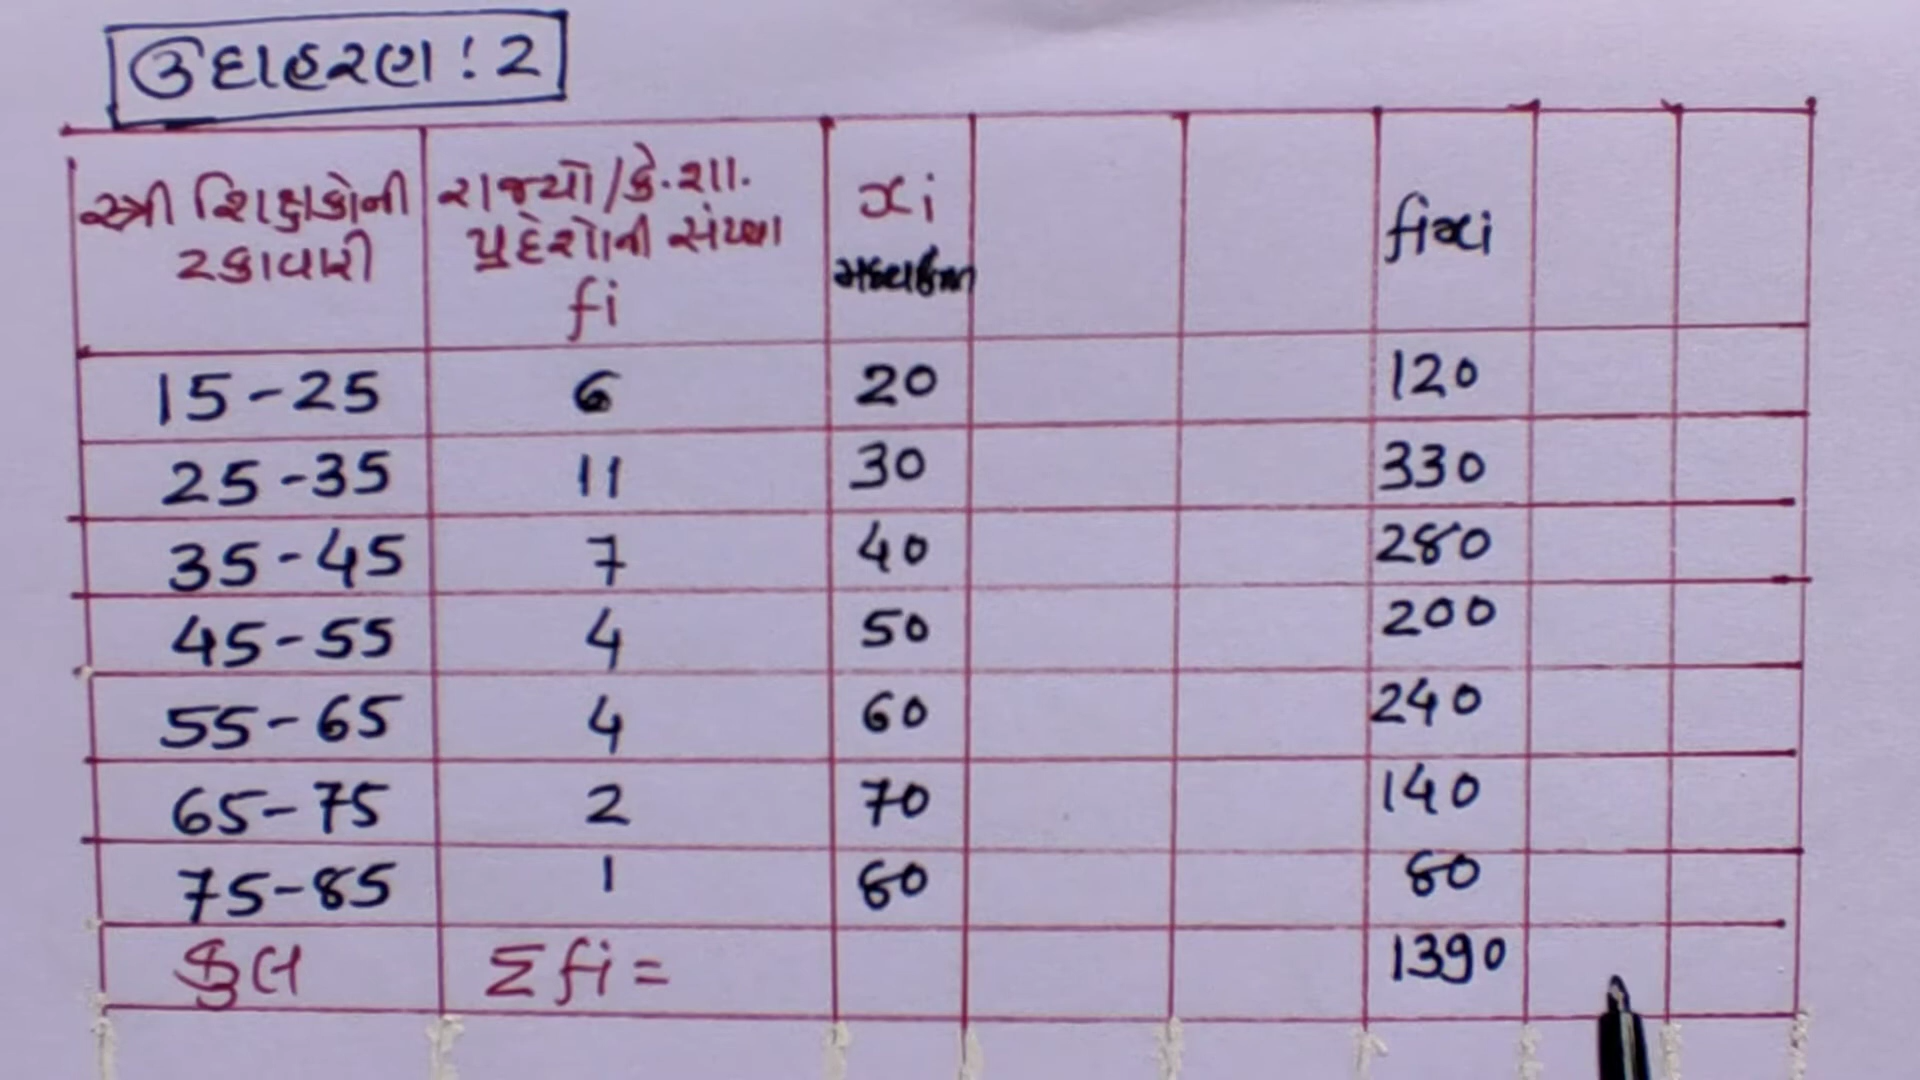 ઉદાહરણ : 2
સ્ત્રી શિક્ષકોની ટકાવારી
રાજ્યો/કે.શા. પ્રદેશોની સંખ્યા fi
xi
fixi
15-25 6 20 120
25-35 11 30 330
35-45 7 40 280
45-55 4 50 200
55-65 4 60 240
65-75 2 70 140
75-85 1 80 80
કુલ Σfi= 1390